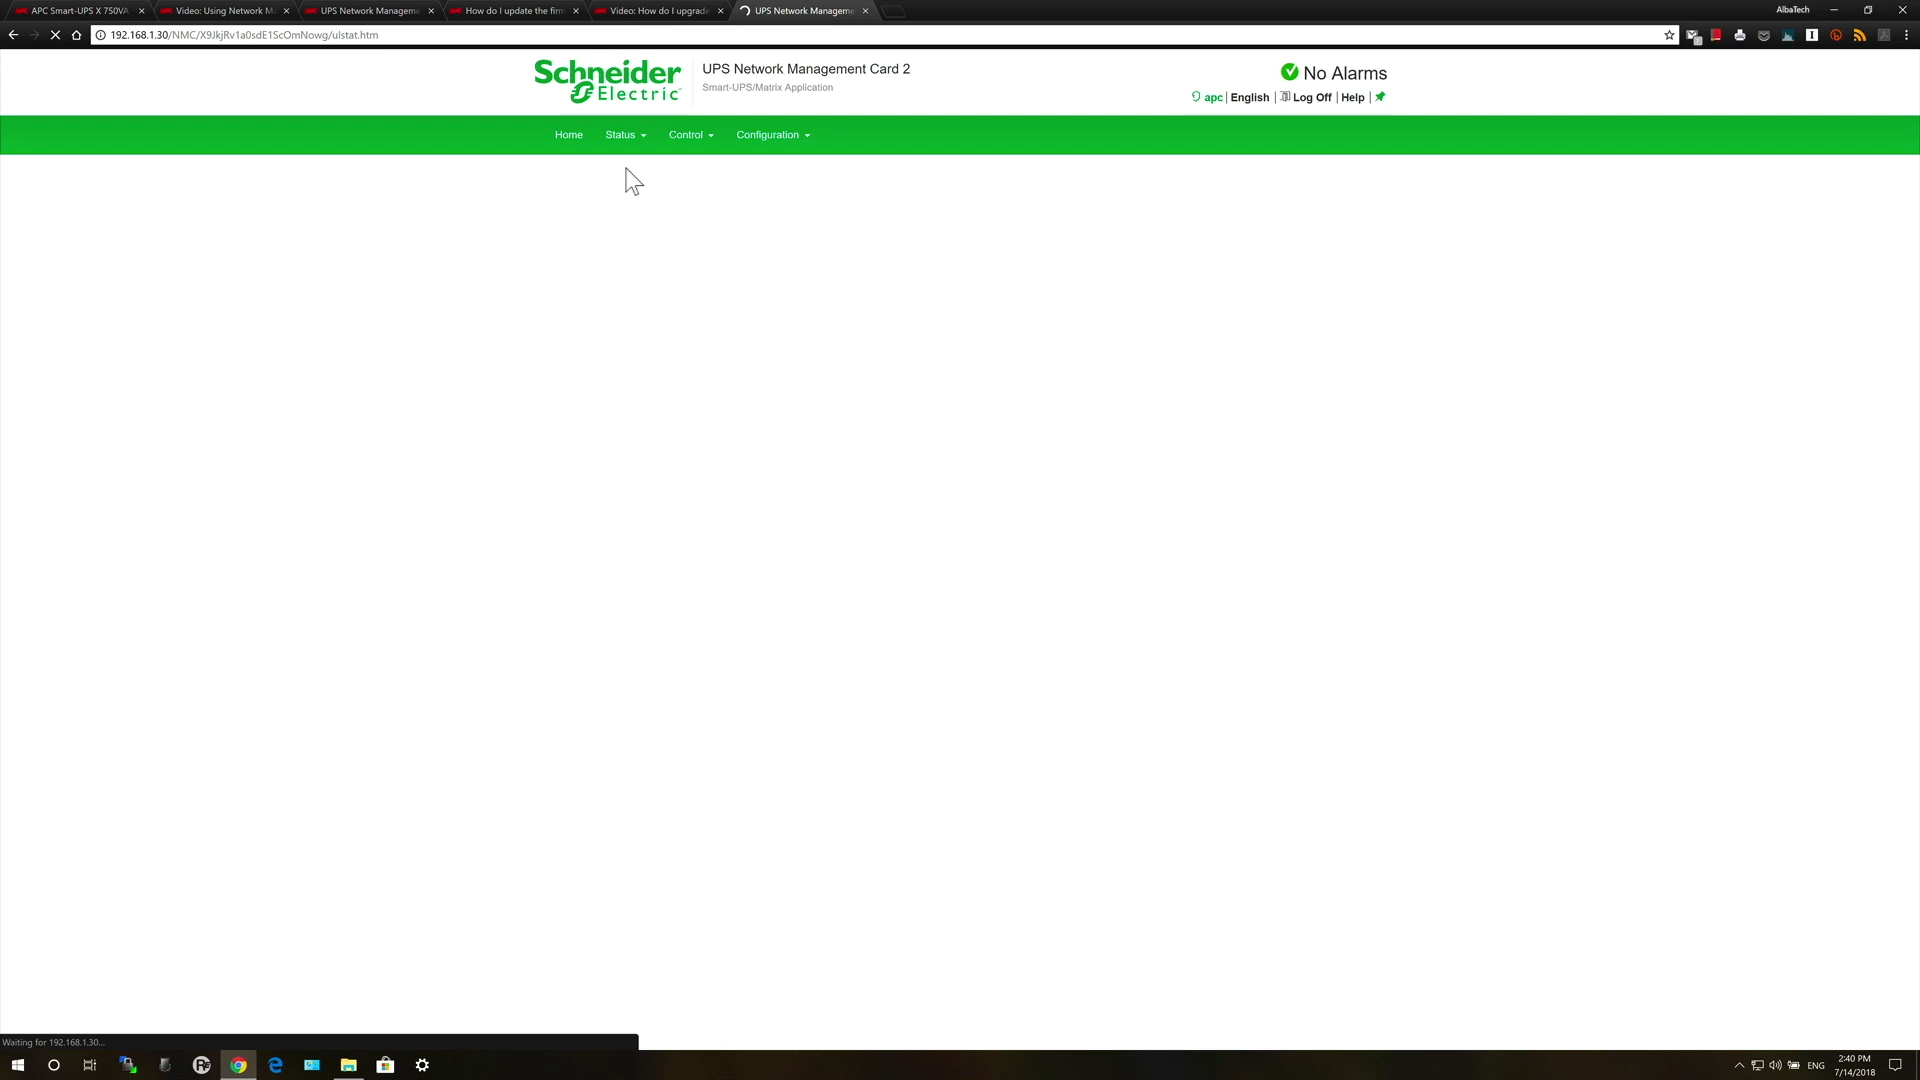 APC Smart-UPS X 750VA
Video: Using Network M
UPS Network Manageme
How do I update the firm
Video: How do I upgrade
UPS Network Manageme
AlbaTech
192.168.1.30/NMC/X9JkjRv1a0sdE1ScOmNowg/ulstat.htm
Schneider
Electric
UPS Network Management Card 2
Smart-UPS/Matrix Application
No Alarms
apc | English | Log Off | Help |
Home Status Control Configuration
Waiting for 192.168.1.30...
ENG
2:40 PM
7/14/2018